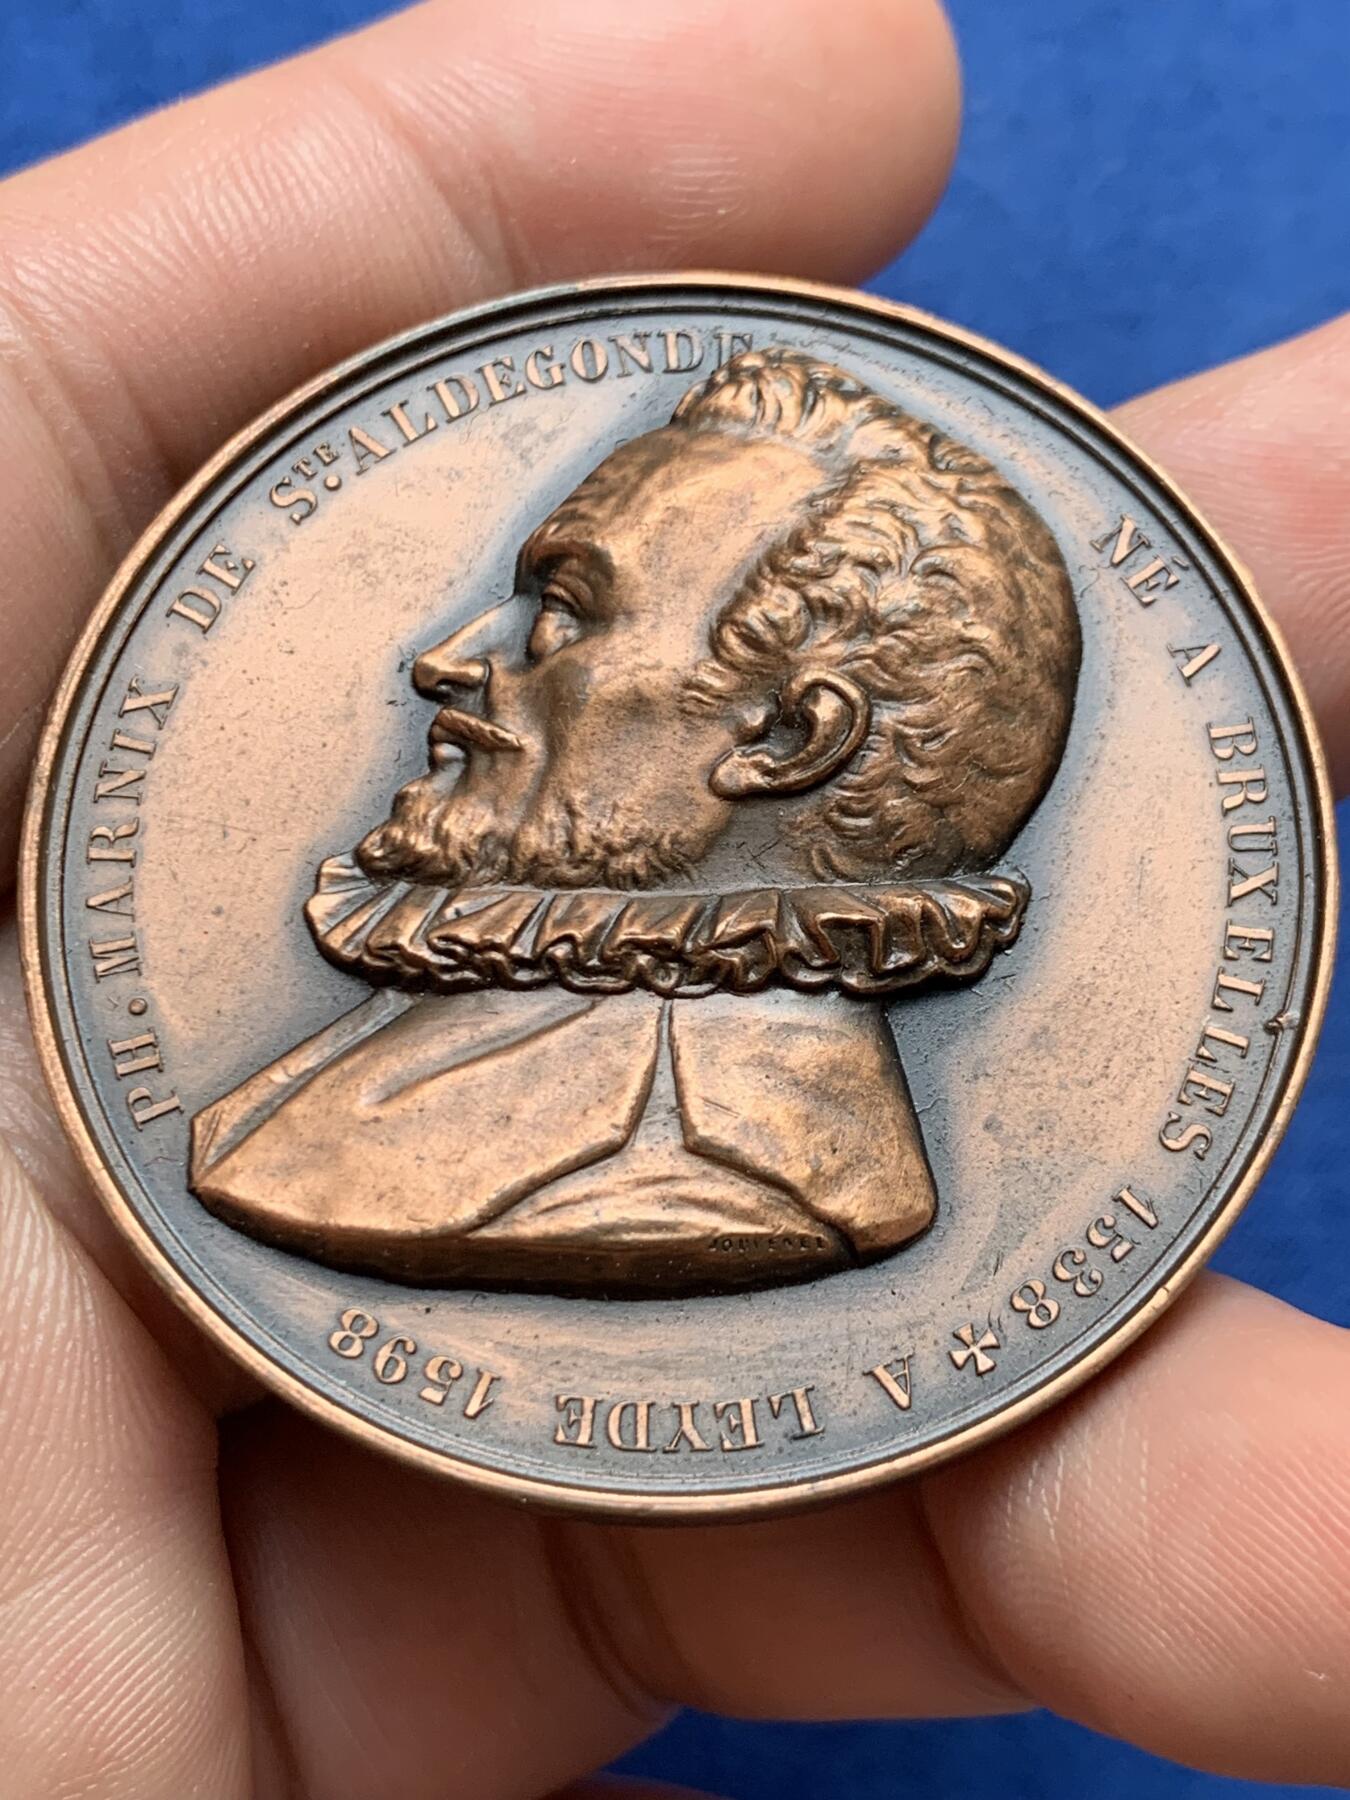 PH. MARNIX DE STE. ALDEGONDE NÉ A BRUXELLES 1538 ✠ A LEYDE 1598
JOUVENEL